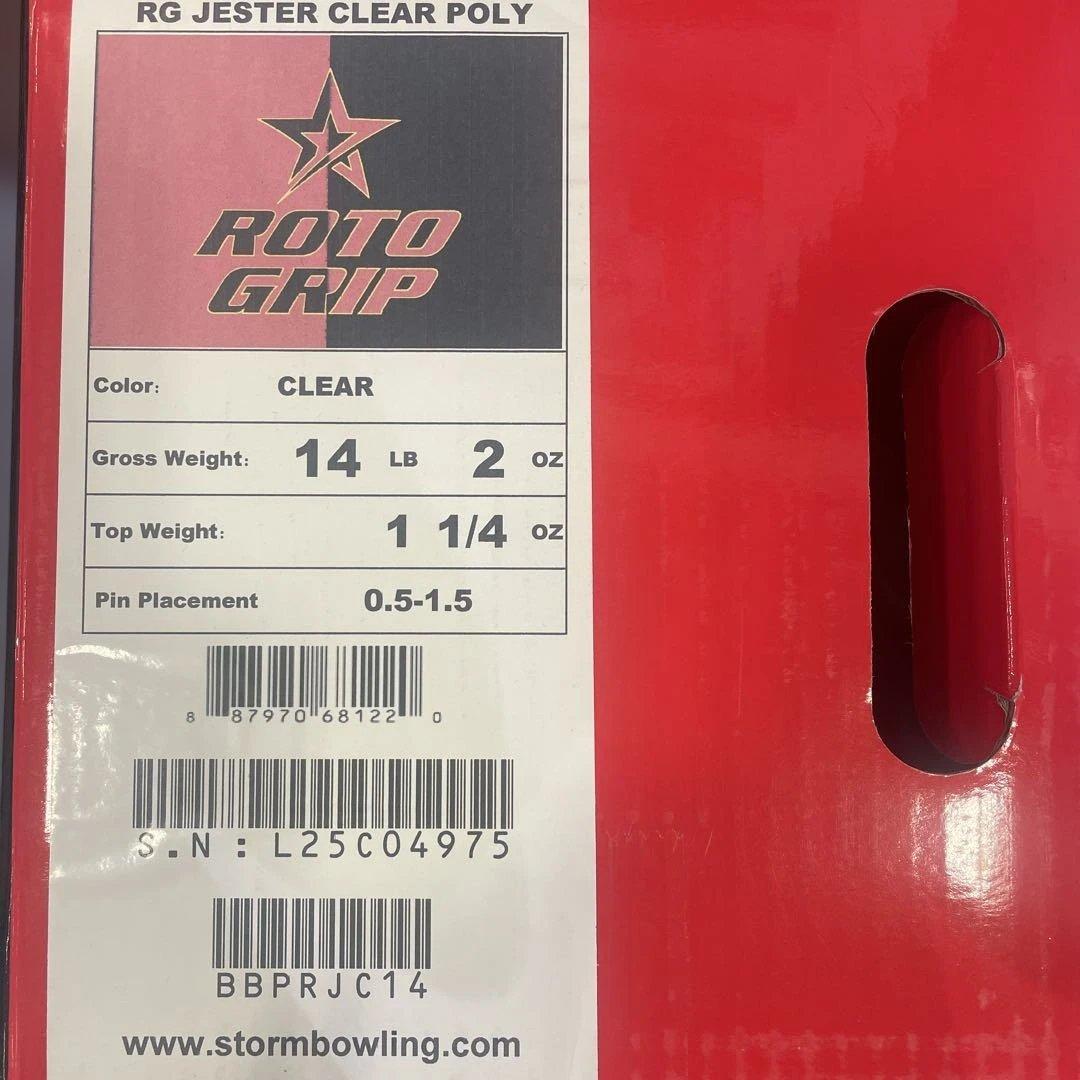 RG JESTER CLEAR POLY
ROTO
GRIP
Color: CLEAR
Gross Weight: 14 LB 2 OZ
Top Weight: 1 1/4 OZ
Pin Placement 0.5-1.5
8 87970 68122 0
S.N: L25C04975
BBPRJC14
www.stormbowling.com